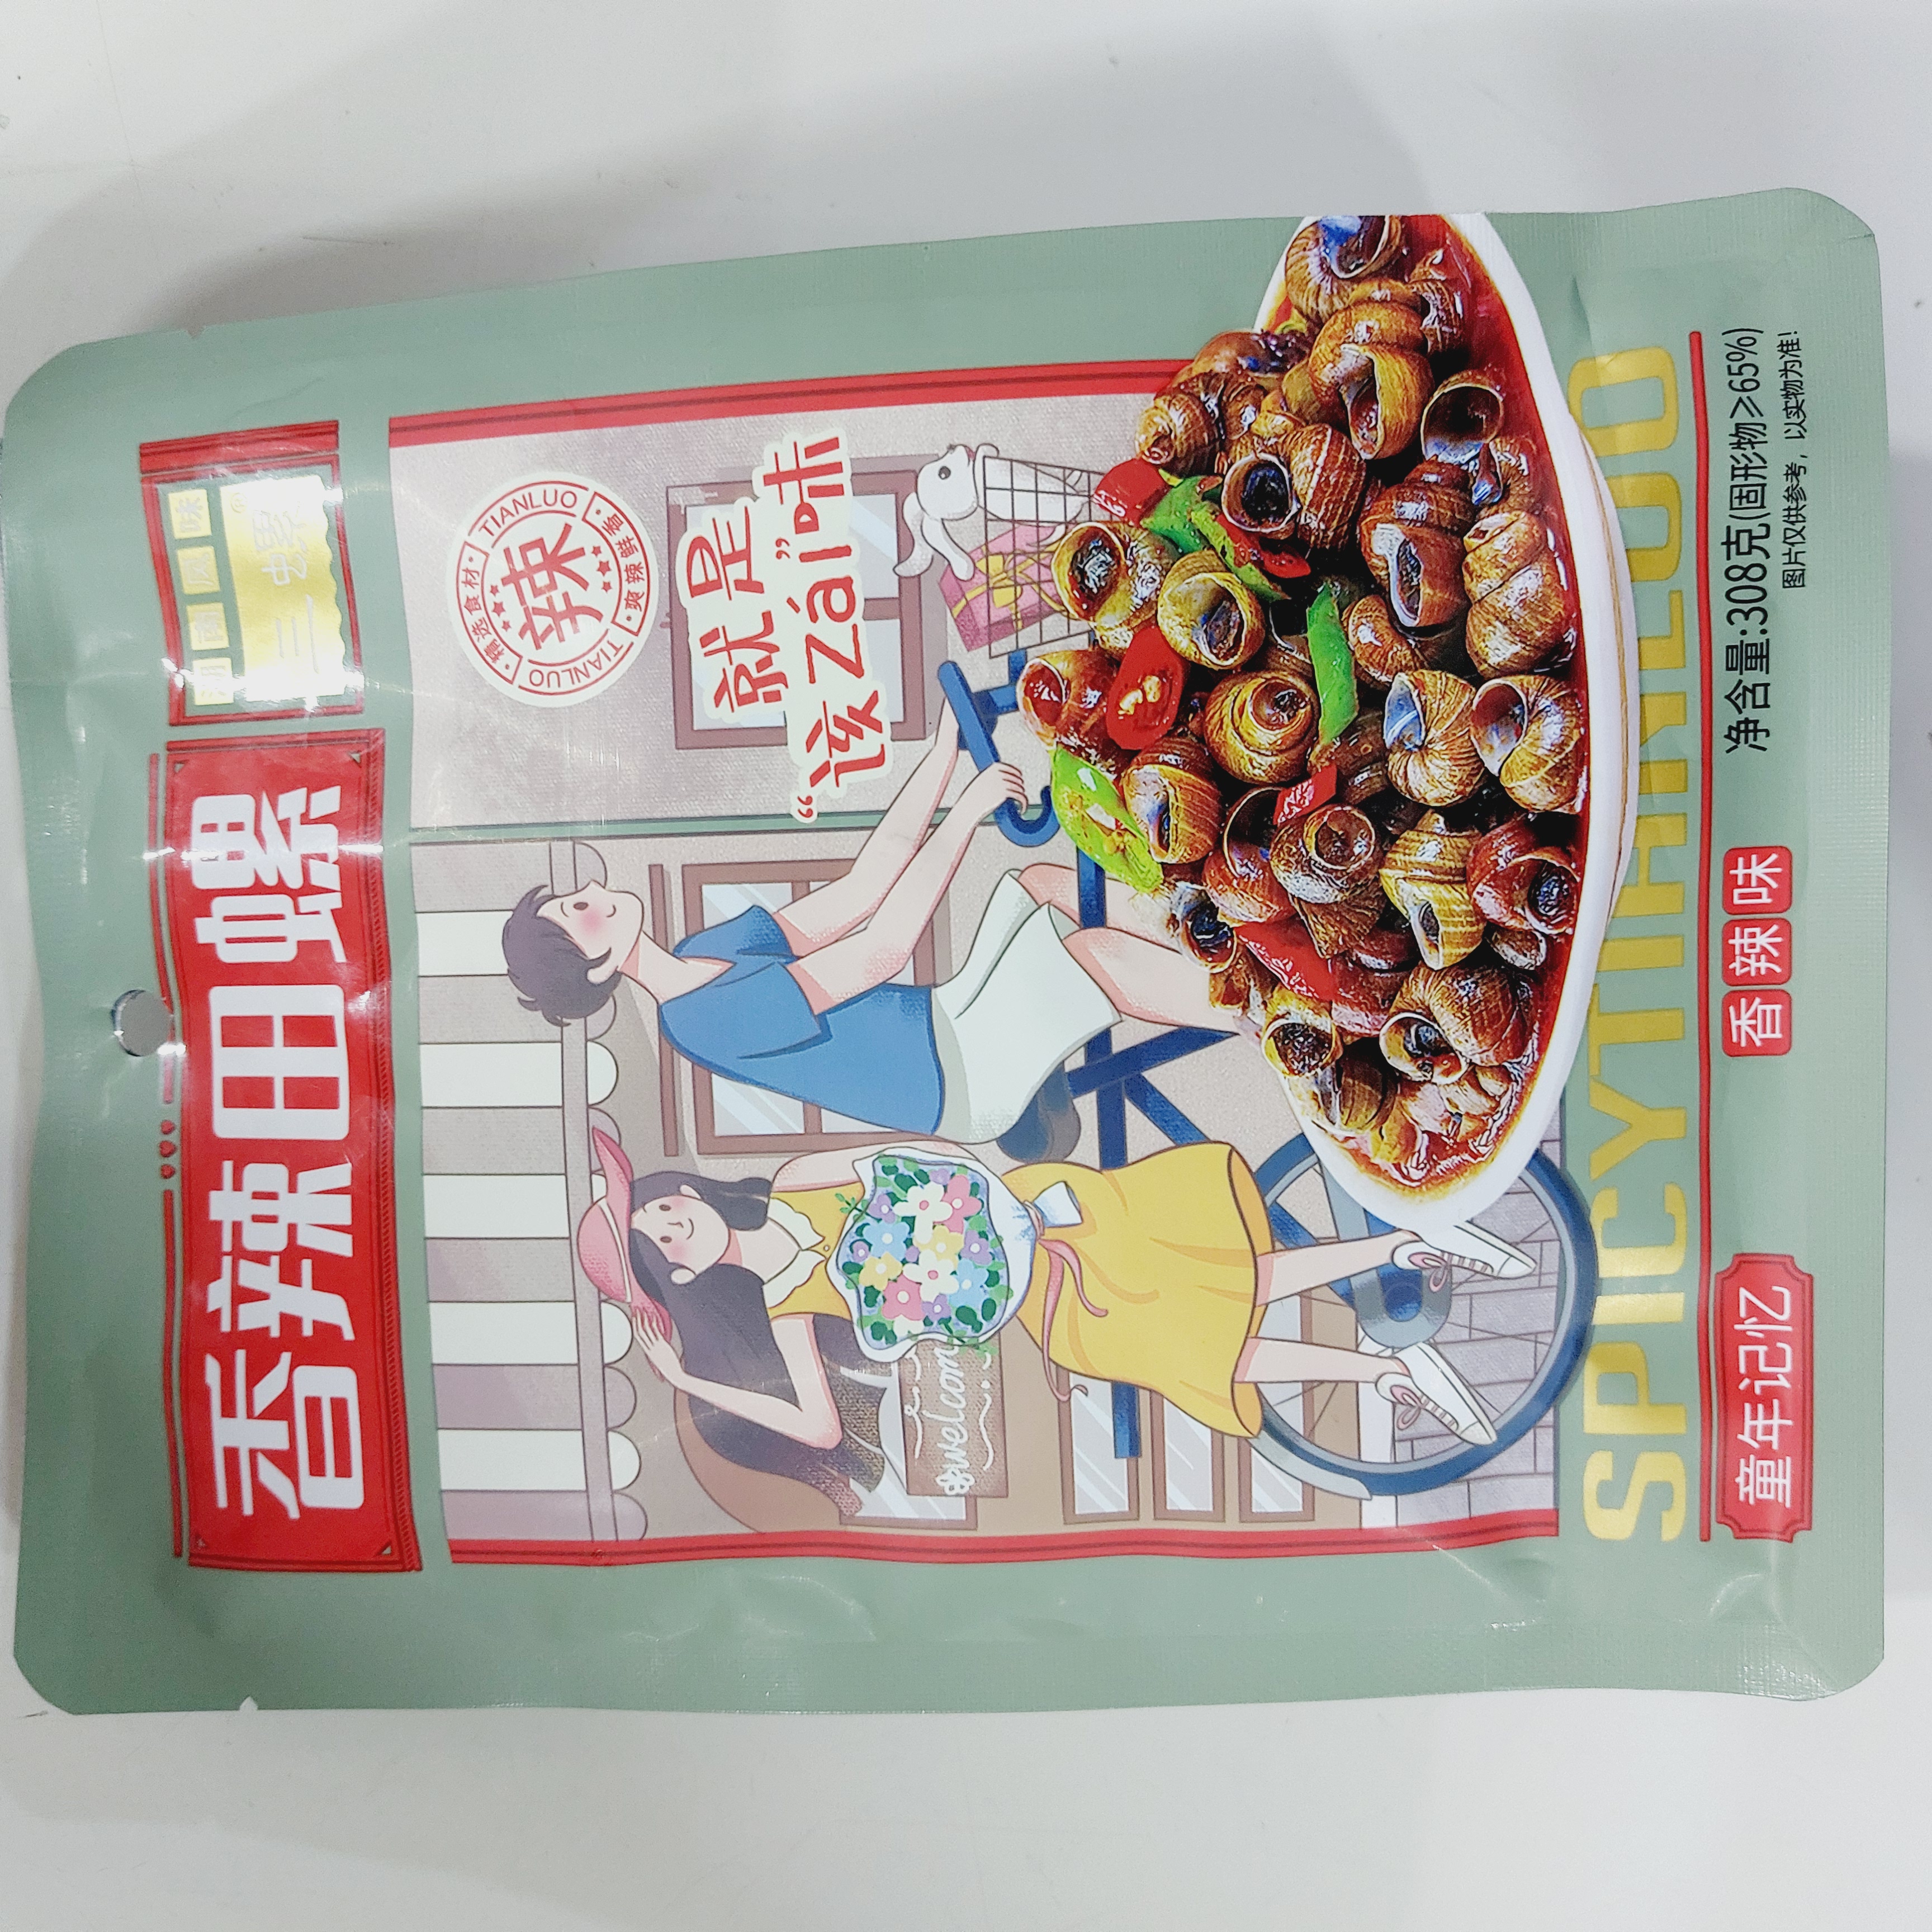 香辣田螺
湖南风味
三螺
精选食材
TIANLUO
TIANLUO
辣
爽辣鲜香
就是
“该zái”味
welcom
SPICYTIANLUO
童年记忆
香辣味
净含量:308克(固形物≥65%)
图片仅供参考，以实物为准！